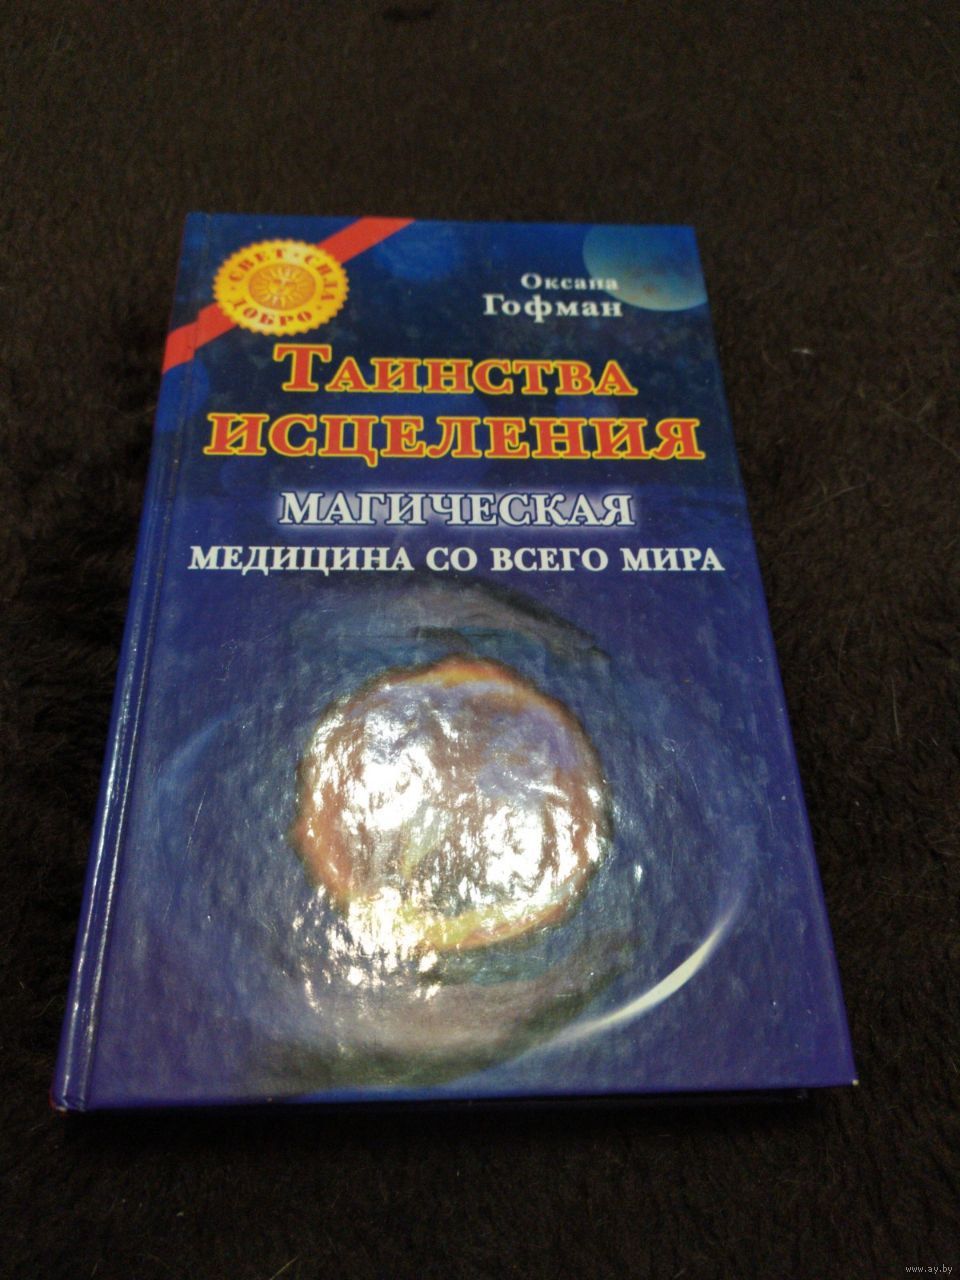 СВЕТ • СИЛА
ДОБРО
Оксана
Гофман
ТАИНСТВА
ИСЦЕЛЕНИЯ
МАГИЧЕСКАЯ
МЕДИЦИНА СО ВСЕГО МИРА
www.ay.by